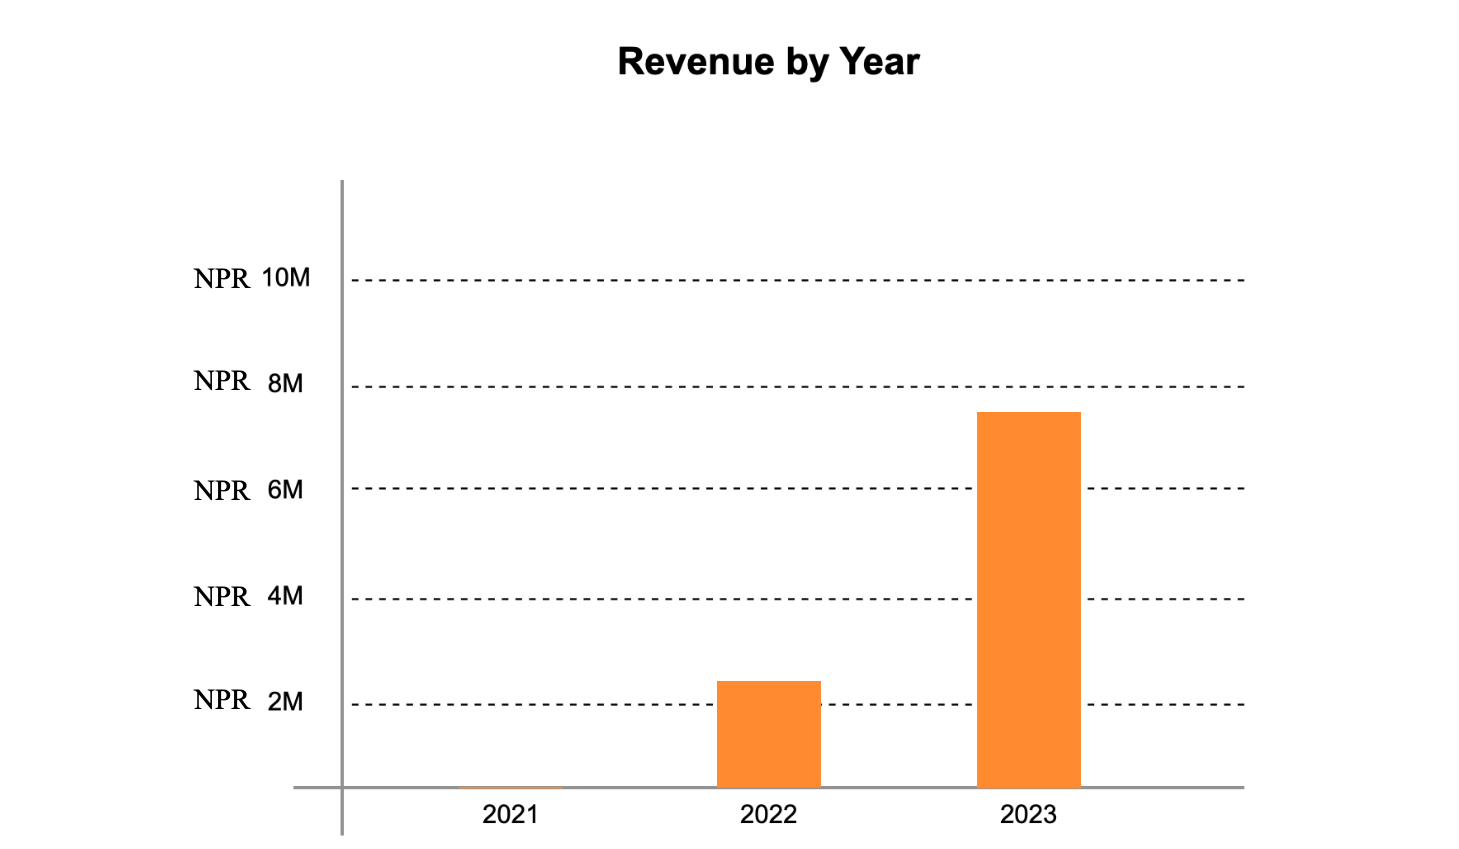 Revenue by Year
NPR 10M
NPR 8M
NPR 6M
NPR 4M
NPR 2M
2021 2022 2023